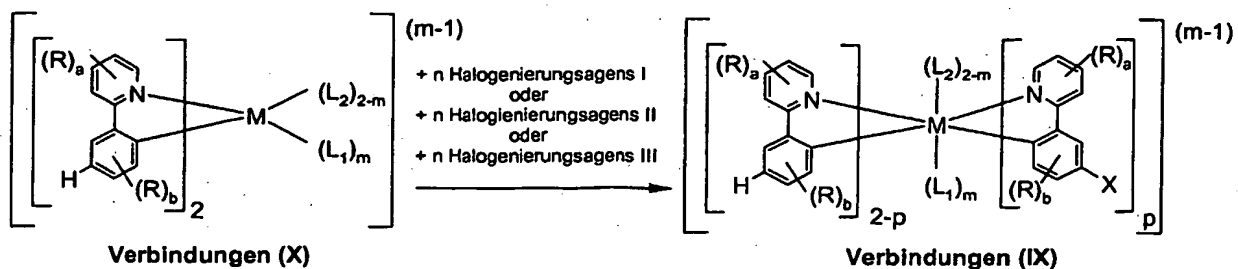 (m-1)
(R)a
N
M
(L2)2-m
(L1)m
H
(R)b
2
+ n Halogenierungsagens I
oder
+ n Halogienierungsagens II
oder
+ n Halogenierungsagens III
(m-1)
(R)a
N
(L2)2-m
M
(L1)m
H
(R)b
2-p
(R)a
N
(R)b
X
p
Verbindungen (X)
Verbindungen (IX)